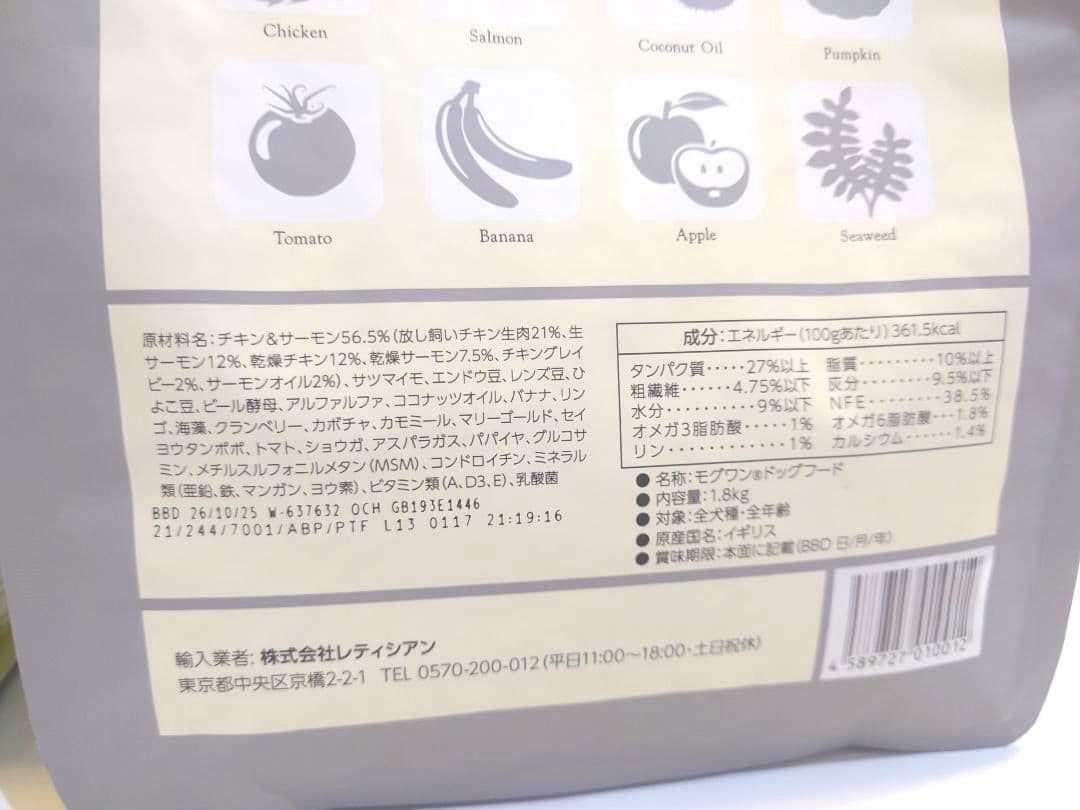 Chicken
Salmon
Coconut Oil
Pumpkin
Tomato
Banana
Apple
Seaweed
原材料名：チキン&サーモン56.5%（放し飼いチキン生肉21%、生
サーモン12%、乾燥チキン12%、乾燥サーモン7.5%、チキングレイ
ビー2%、サーモンオイル2%）、サツマイモ、エンドウ豆、レンズ豆、ひ
よこ豆、ビール酵母、アルファルファ、ココナッツオイル、バナナ、リン
ゴ、海藻、クランベリー、カボチャ、カモミール、マリーゴールド、セイ
ヨウタンポポ、トマト、ショウガ、アスパラガス、パパイヤ、グルコサ
ミン、メチルスルフォニルメタン（MSM）、コンドロイチン、ミネラル
類（亜鉛、鉄、マンガン、ヨウ素）、ビタミン類（A、D3、E）、乳酸菌
BBD 26/10/25 W-637632 OCH GB193E1446
21/244/7001/ABP/PTF L13 0117 21:19:16
成分：エネルギー（100gあたり）361.5kcal
タンパク質・・・・・27%以上 脂質・・・・・・・・・10%以上
粗繊維・・・・・・4.75%以下 灰分・・・・・・・・・9.5%以下
水分・・・・・・・・・・9%以下 NFE・・・・・・・・・・38.5%
オメガ3脂肪酸・・・・・1% オメガ6脂肪酸・・・1.8%
リン・・・・・・・・・・・・1% カルシウム・・・・・・1.4%
●名称：モグワン®ドッグフード
●内容量：1.8kg
●対象：全犬種・全年齢
●原産国名：イギリス
●賞味期限：本面に記載（BBD 日/月/年）
輸入業者：株式会社レティシアン
東京都中央区京橋2-2-1 TEL 0570-200-012（平日11:00〜18:00・土日祝休）
4 589727 010012